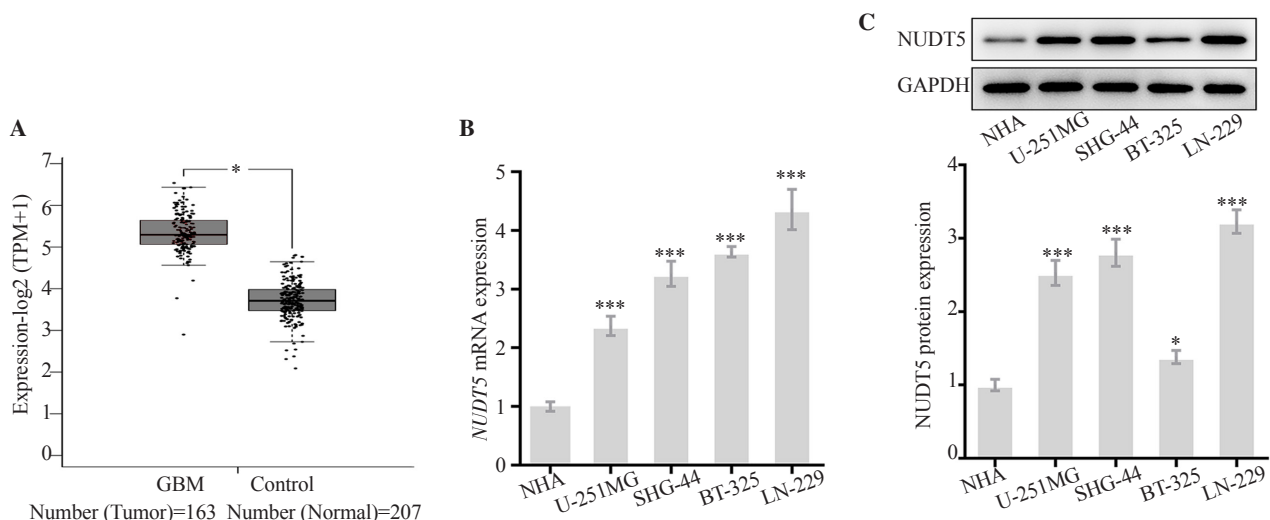 A
Expression-log2 (TPM+1)
7
6
5
4
3
2
1
0
*
GBM Control
Number (Tumor)=163 Number (Normal)=207
B
NUDT5 mRNA expression
5
4
3
2
1
0
***
***
***
***
NHA
U-251MG
SHG-44
BT-325
LN-229
C
NUDT5
GAPDH
NHA
U-251MG
SHG-44
BT-325
LN-229
NUDT5 protein expression
4
3
2
1
0
***
***
*
***
NHA
U-251MG
SHG-44
BT-325
LN-229